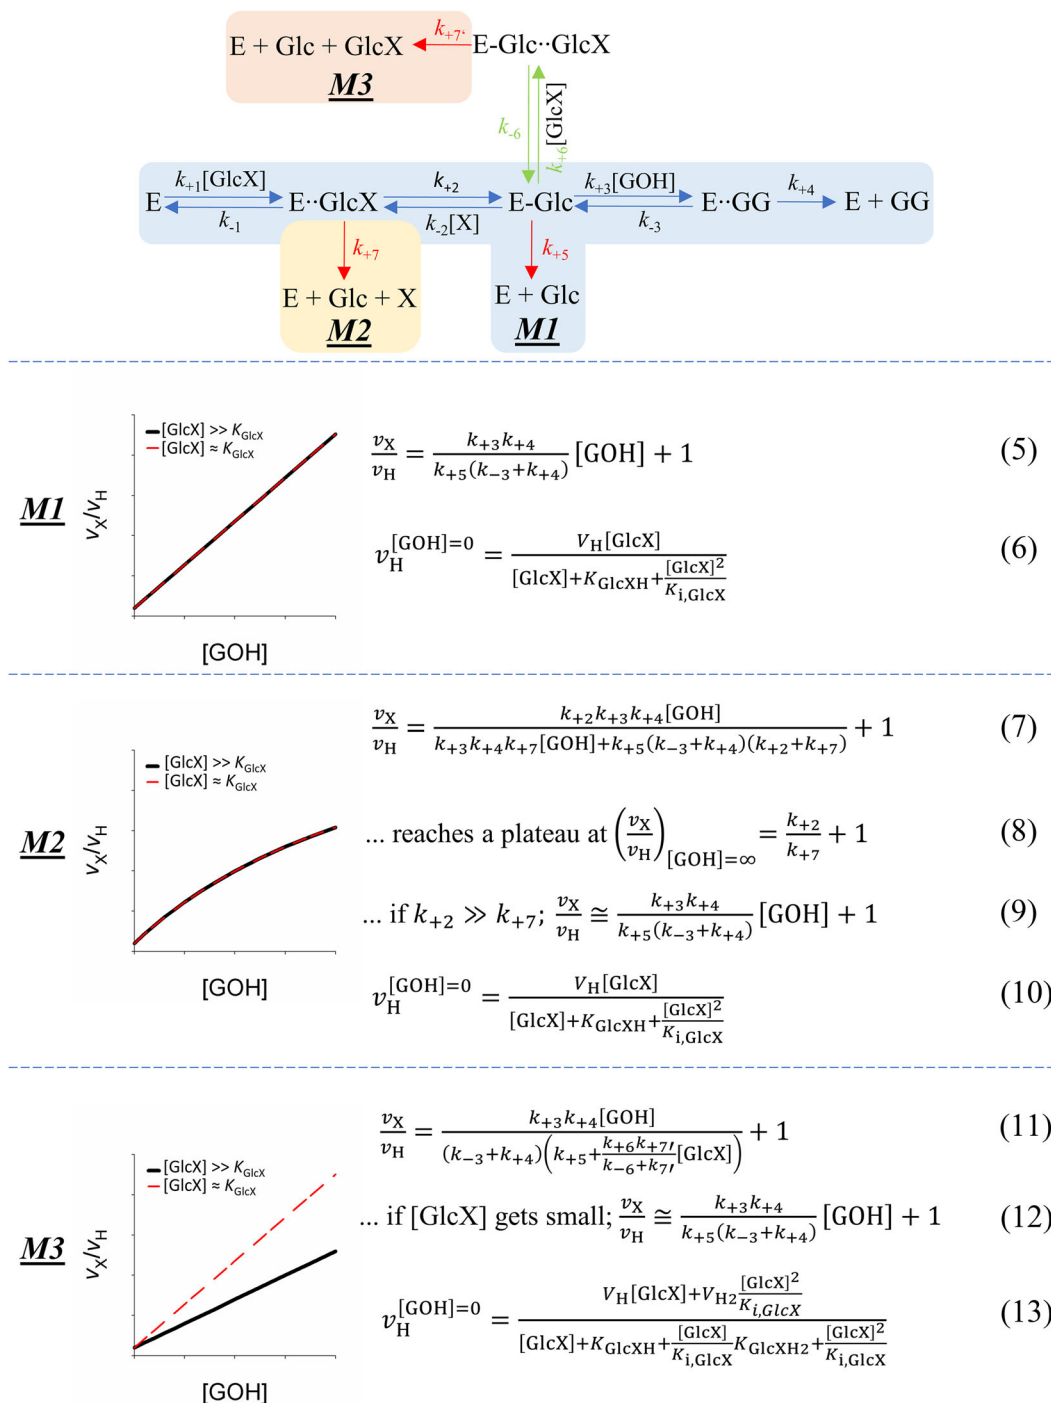 E + Glc + GlcX
k+7'
E-Glc··GlcX
M3
k-6
k+6[GlcX]
E
k+1[GlcX]
k-1
E··GlcX
k+2
k-2[X]
E-Glc
k+3[GOH]
k-3
E··GG
k+4
E + GG
k+7
k+5
E + Glc + X
E + Glc
M2
M1
M1
vX/vH
[GlcX] >> KGlcX
[GlcX] ≈ KGlcX
[GOH]
vX/vH = k+3k+4/(k+5(k-3+k+4)) [GOH] + 1 (5)
vH^[GOH]=0 = VH[GlcX]/([GlcX]+KGlcXH+[GlcX]²/Ki,GlcX) (6)
M2
vX/vH
[GlcX] >> KGlcX
[GlcX] ≈ KGlcX
[GOH]
vX/vH = k+2k+3k+4[GOH]/(k+3k+4k+7[GOH]+k+5(k-3+k+4)(k+2+k+7)) + 1 (7)
... reaches a plateau at (vX/vH)[GOH]=∞ = k+2/k+7 + 1 (8)
... if k+2 ≫ k+7; vX/vH ≅ k+3k+4/(k+5(k-3+k+4)) [GOH] + 1 (9)
vH^[GOH]=0 = VH[GlcX]/([GlcX]+KGlcXH+[GlcX]²/Ki,GlcX) (10)
M3
vX/vH
[GlcX] >> KGlcX
[GlcX] ≈ KGlcX
[GOH]
vX/vH = k+3k+4[GOH]/((k-3+k+4)(k+5+(k+6k+7'/(k-6+k7'))[GlcX])) + 1 (11)
... if [GlcX] gets small; vX/vH ≅ k+3k+4/(k+5(k-3+k+4)) [GOH] + 1 (12)
vH^[GOH]=0 = (VH[GlcX]+VH2[GlcX]²/Ki,GlcX)/([GlcX]+KGlcXH+([GlcX]/Ki,GlcX)KGlcXH2+[GlcX]²/Ki,GlcX) (13)